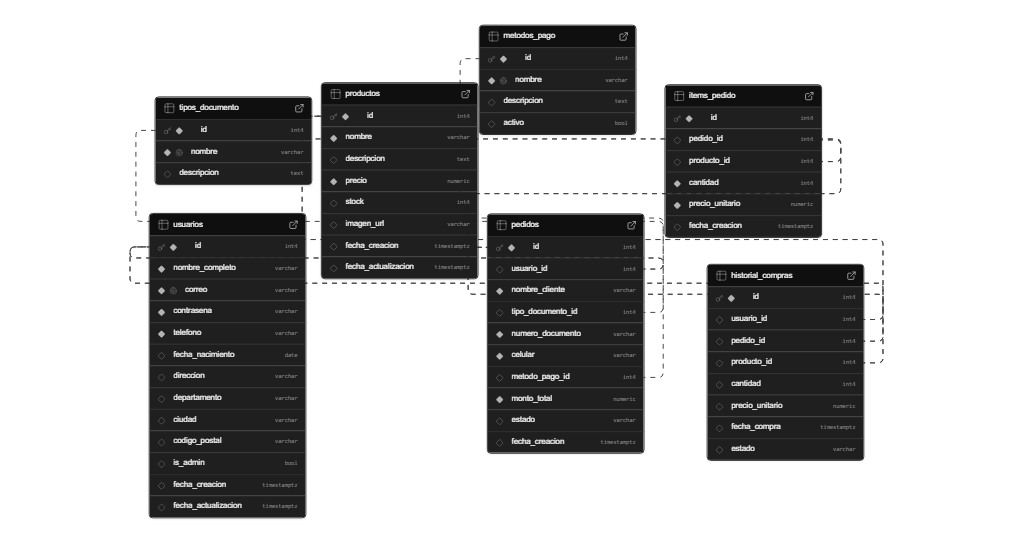 metodos_pago
id int4
nombre varchar
descripcion text
activo bool
productos
id int4
nombre varchar
descripcion text
precio numeric
stock int4
imagen_url varchar
fecha_creacion timestamptz
fecha_actualizacion timestamptz
items_pedido
id int4
pedido_id int4
producto_id int4
cantidad int4
precio_unitario numeric
fecha_creacion timestamptz
tipos_documento
id int4
nombre varchar
descripcion text
usuarios
id int4
nombre_completo varchar
correo varchar
contrasena varchar
telefono varchar
fecha_nacimiento date
direccion varchar
departamento varchar
ciudad varchar
codigo_postal varchar
is_admin bool
fecha_creacion timestamptz
fecha_actualizacion timestamptz
pedidos
id int4
usuario_id int4
nombre_cliente varchar
tipo_documento_id int4
numero_documento varchar
celular varchar
metodo_pago_id int4
monto_total numeric
estado varchar
fecha_creacion timestamptz
historial_compras
id int4
usuario_id int4
pedido_id int4
producto_id int4
cantidad int4
precio_unitario numeric
fecha_compra timestamptz
estado varchar